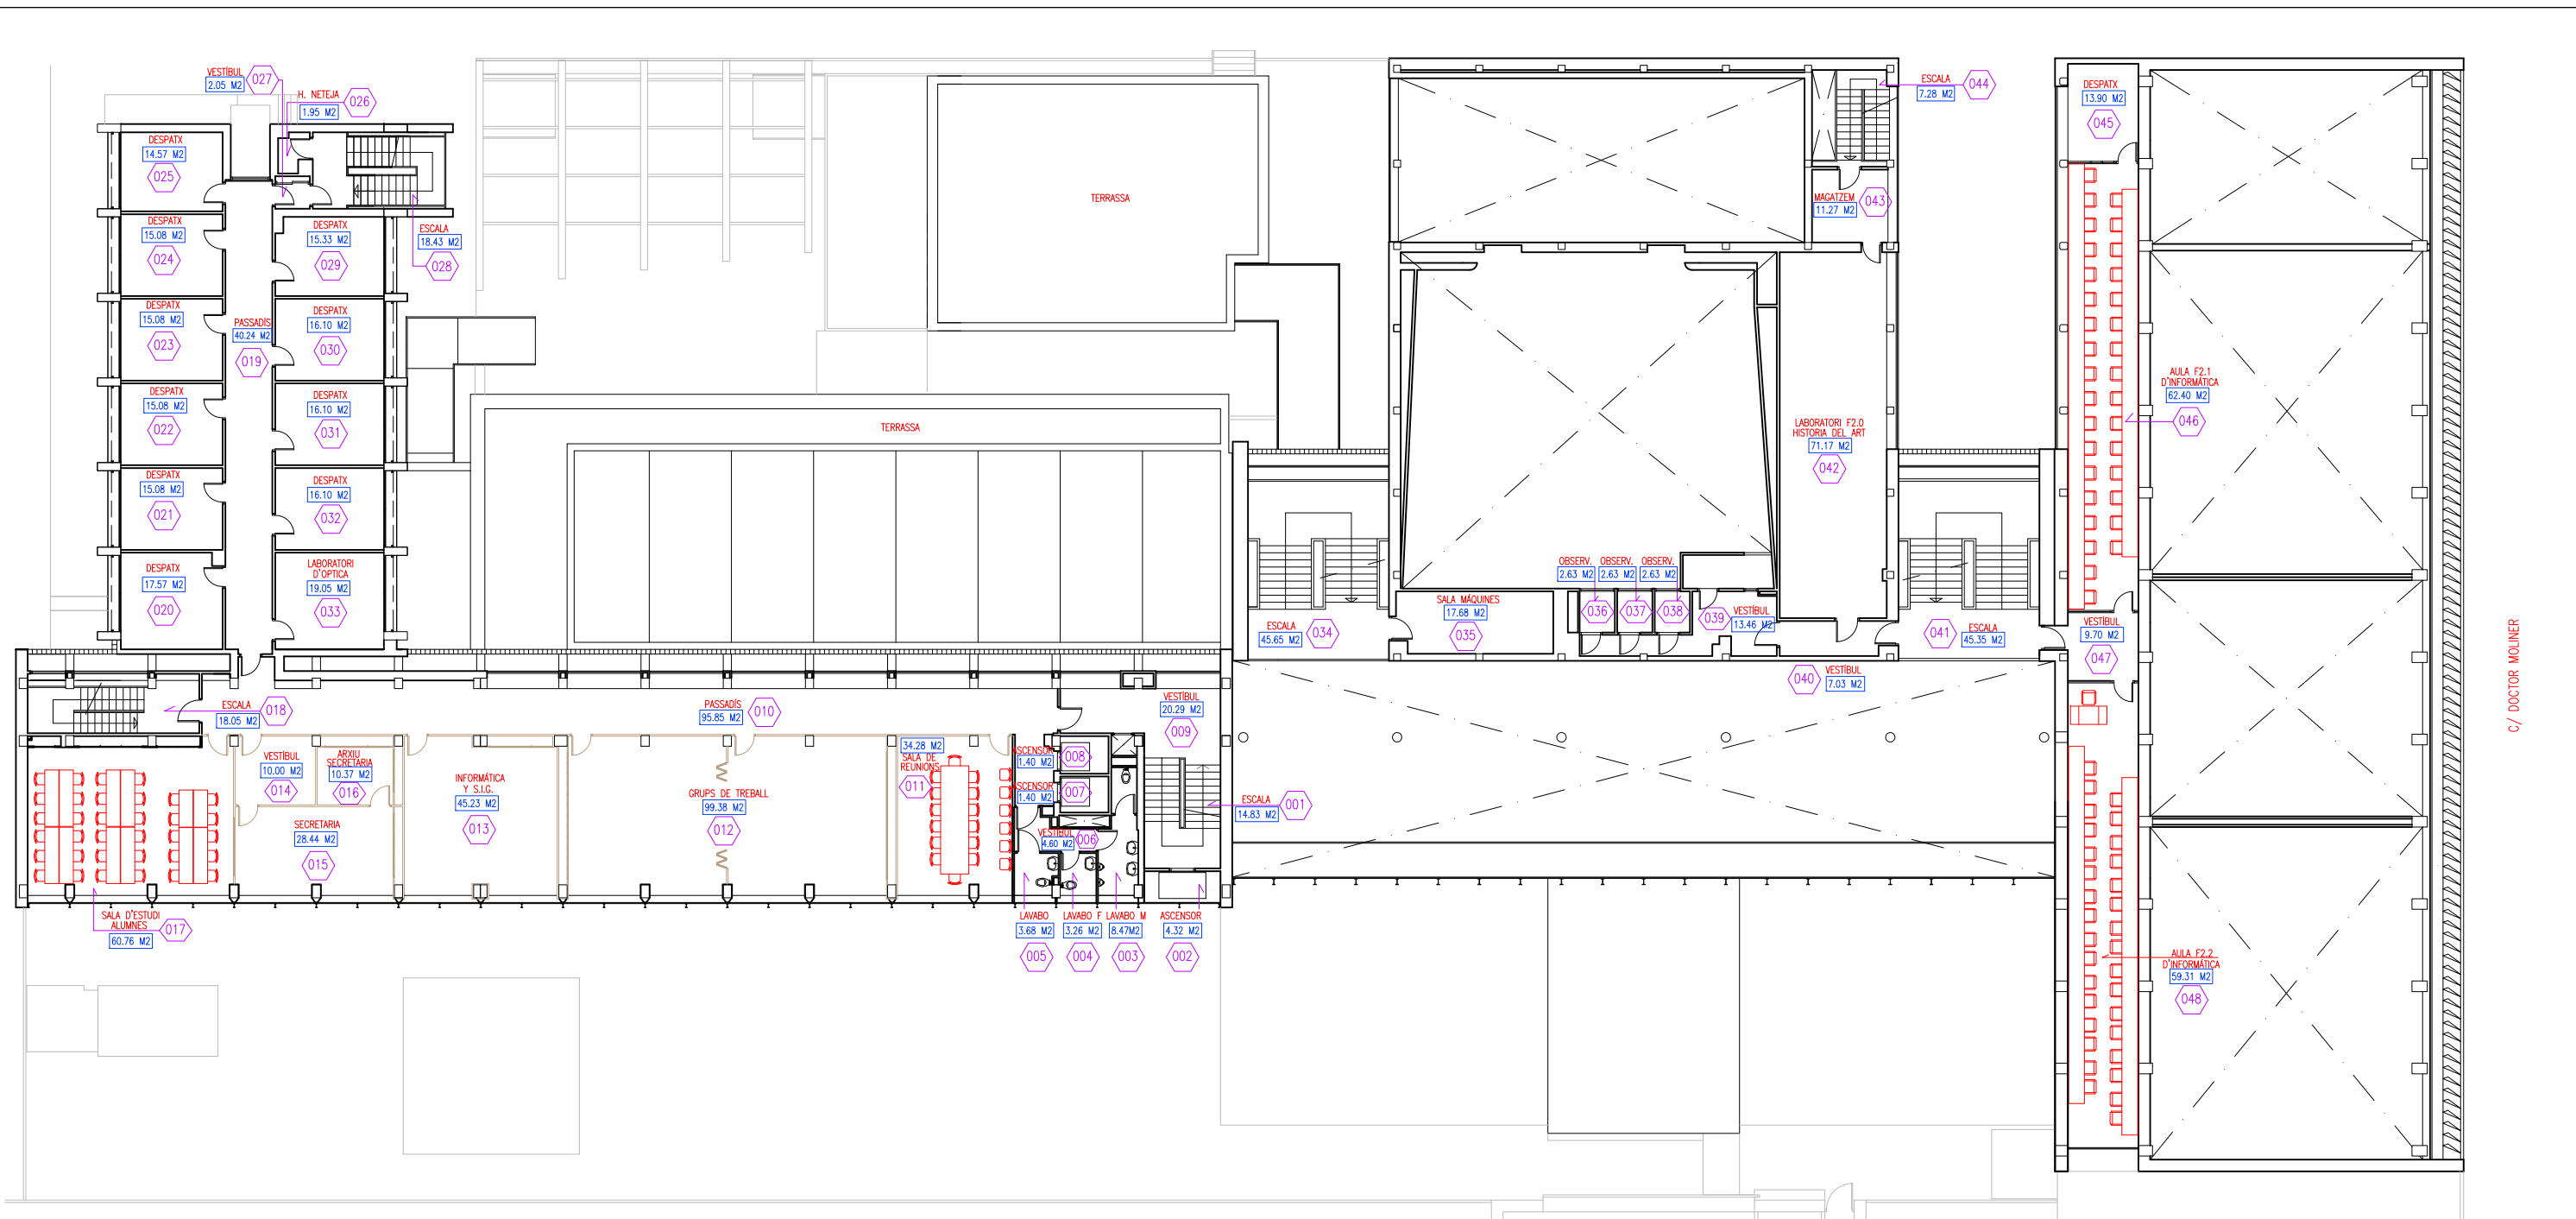 VESTÍBUL
2.05 M2
027
H. NETEJA
1.95 M2
026
DESPATX
14.57 M2
025
DESPATX
15.08 M2
024
DESPATX
15.08 M2
023
DESPATX
15.08 M2
022
DESPATX
15.08 M2
021
DESPATX
17.57 M2
020
PASSADÍS
40.24 M2
019
ESCALA
18.43 M2
028
DESPATX
15.33 M2
029
DESPATX
16.10 M2
030
DESPATX
16.10 M2
031
DESPATX
16.10 M2
032
LABORATORI
D'OPTICA
19.05 M2
033
TERRASSA
TERRASSA
ESCALA
7.28 M2
044
MAGATZEM
11.27 M2
043
LABORATORI F2.0
HISTORIA DEL ART
71.17 M2
042
OBSERV.
2.63 M2
036
OBSERV.
2.63 M2
037
OBSERV.
2.63 M2
038
SALA MÁQUINES
17.68 M2
035
ESCALA
45.65 M2
034
039
VESTÍBUL
13.46 M2
040
VESTÍBUL
7.03 M2
041
ESCALA
45.35 M2
DESPATX
13.90 M2
045
AULA F2.1
D'INFORMÁTICA
62.40 M2
046
VESTÍBUL
9.70 M2
047
AULA F2.2
D'INFORMÁTICA
59.31 M2
048
C/ DOCTOR MOLINER
ESCALA
18.05 M2
018
PASSADÍS
95.85 M2
010
VESTÍBUL
20.29 M2
009
VESTÍBUL
10.00 M2
014
ARXIU
SECRETARIA
10.37 M2
016
SECRETARIA
28.44 M2
015
INFORMÁTICA
Y S.I.G.
45.23 M2
013
GRUPS DE TREBALL
99.38 M2
012
34.28 M2
SALA DE
REUNIONS
011
ASCENSOR
1.40 M2
008
ASCENSOR
1.40 M2
007
VESTÍBUL
4.60 M2
006
ESCALA
14.83 M2
001
SALA D'ESTUDI
ALUMNES
60.76 M2
017
LAVABO
3.68 M2
005
LAVABO F
3.26 M2
004
LAVABO M
8.47M2
003
ASCENSOR
4.32 M2
002